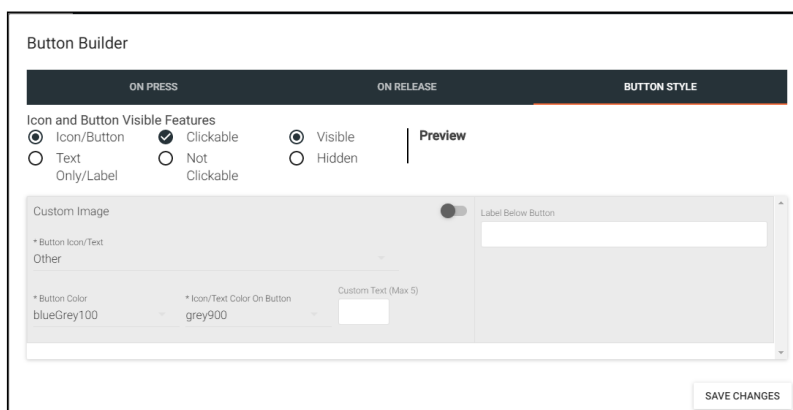 Button Builder
ON PRESS ON RELEASE BUTTON STYLE
Icon and Button Visible Features
Icon/Button Clickable Visible Preview
Text Not Hidden
Only/Label Clickable
Custom Image Label Below Button
* Button Icon/Text
Other
* Button Color * Icon/Text Color On Button Custom Text (Max 5)
blueGrey100 grey900
SAVE CHANGES